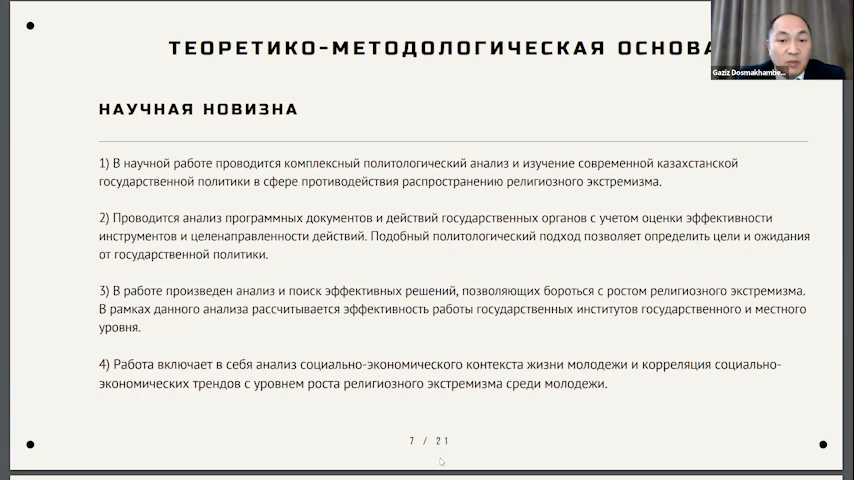 ТЕОРЕТИКО-МЕТОДОЛОГИЧЕСКАЯ ОСНОВА
Gaziz Dosmakhambe...
НАУЧНАЯ НОВИЗНА
1) В научной работе проводится комплексный политологический анализ и изучение современной казахстанской
государственной политики в сфере противодействия распространению религиозного экстремизма.
2) Проводится анализ программных документов и действий государственных органов с учетом оценки эффективности
инструментов и целенаправленности действий. Подобный политологический подход позволяет определить цели и ожидания
от государственной политики.
3) В работе произведен анализ и поиск эффективных решений, позволяющих бороться с ростом религиозного экстремизма.
В рамках данного анализа рассчитывается эффективность работы государственных институтов государственного и местного
уровня.
4) Работа включает в себя анализ социально-экономического контекста жизни молодежи и корреляция социально-
экономических трендов с уровнем роста религиозного экстремизма среди молодежи.
7 / 21